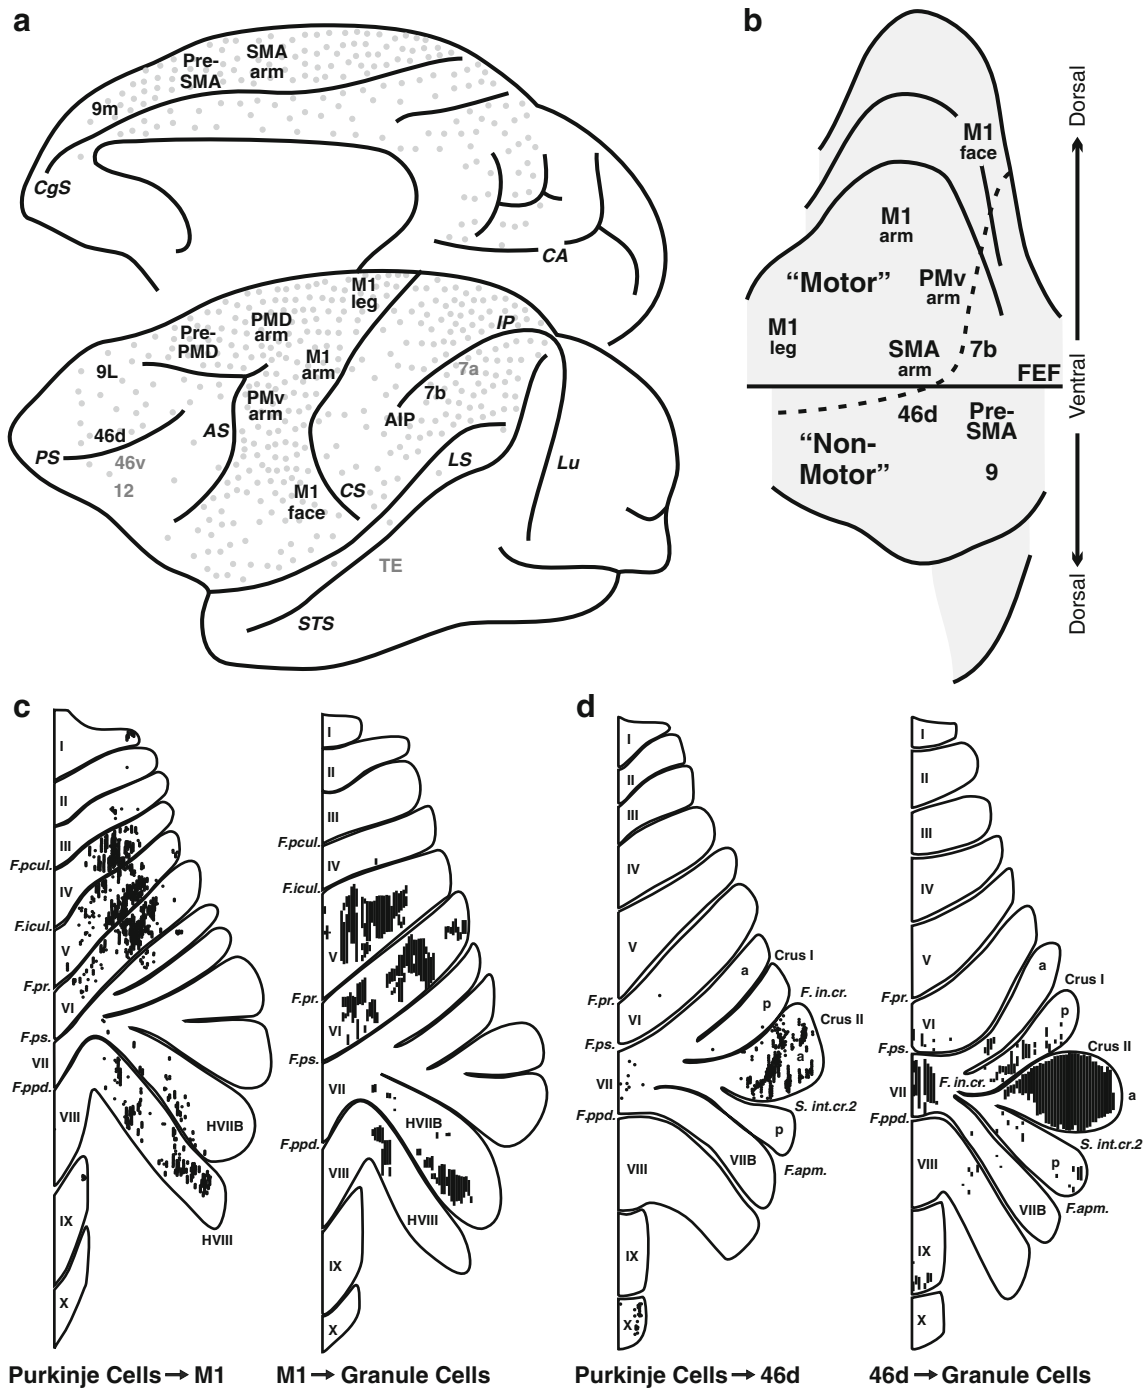 a
Pre-
SMA
SMA
arm
9m
CgS
CA
M1
leg
PMD
arm
Pre-
PMD
IP
M1
arm
7a
9L
7b
PMv
arm
AIP
46d
AS
PS
46v
LS
Lu
12
M1
face
CS
TE
STS
b
Dorsal
M1
face
M1
arm
“Motor”
PMv
arm
M1
leg
SMA
arm
7b
FEF
Ventral
46d
Pre-
SMA
“Non-
Motor”
9
Dorsal
c
I
II
III
F.pcul.
IV
F.icul.
V
F.pr.
VI
F.ps.
VII
F.ppd.
VIII
HVIIB
IX
HVIII
X
Purkinje Cells → M1
I
II
III
F.pcul.
IV
F.icul.
V
F.pr.
VI
F.ps.
VII
HVIIB
F.ppd.
VIII
HVIII
IX
X
M1 → Granule Cells
d
I
II
III
IV
V
a
Crus I
F.pr.
p
F. in.cr.
VI
Crus II
F.ps.
a
VII
S. int.cr.2
F.ppd.
p
VIII
VIIB
F.apm.
IX
X
Purkinje Cells → 46d
I
II
III
IV
V
a
Crus I
F.pr.
p
VI
F.ps.
Crus II
F. in.cr.
VII
a
F.ppd.
S. int.cr.2
VIII
p
VIIB
F.apm.
IX
X
46d → Granule Cells